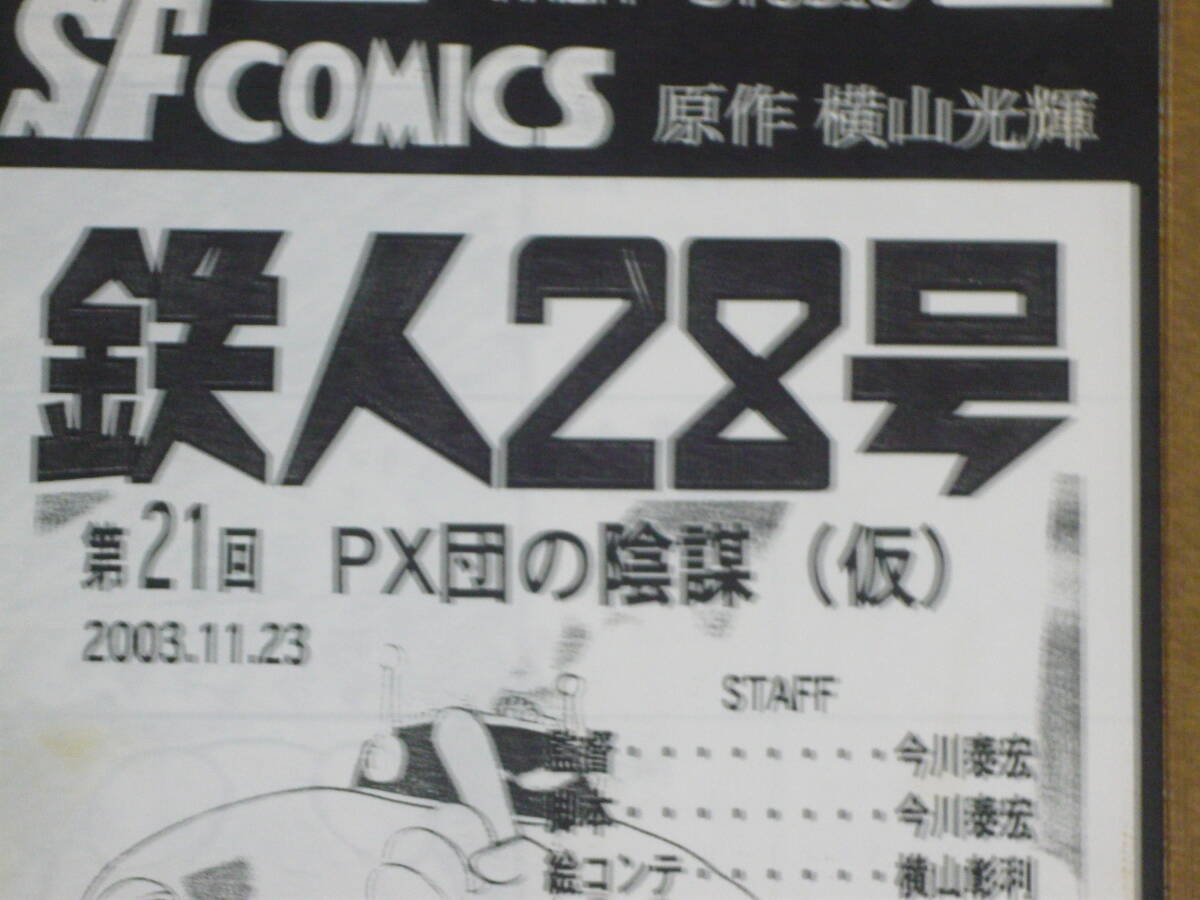 SF COMICS 原作 横山光輝
鉄人28号
第21回 PX団の陰謀（仮）
2003.11.23
STAFF
監督・・・・・・・・今川泰宏
脚本・・・・・・・・今川泰宏
絵コンテ・・・・・・横山彰利